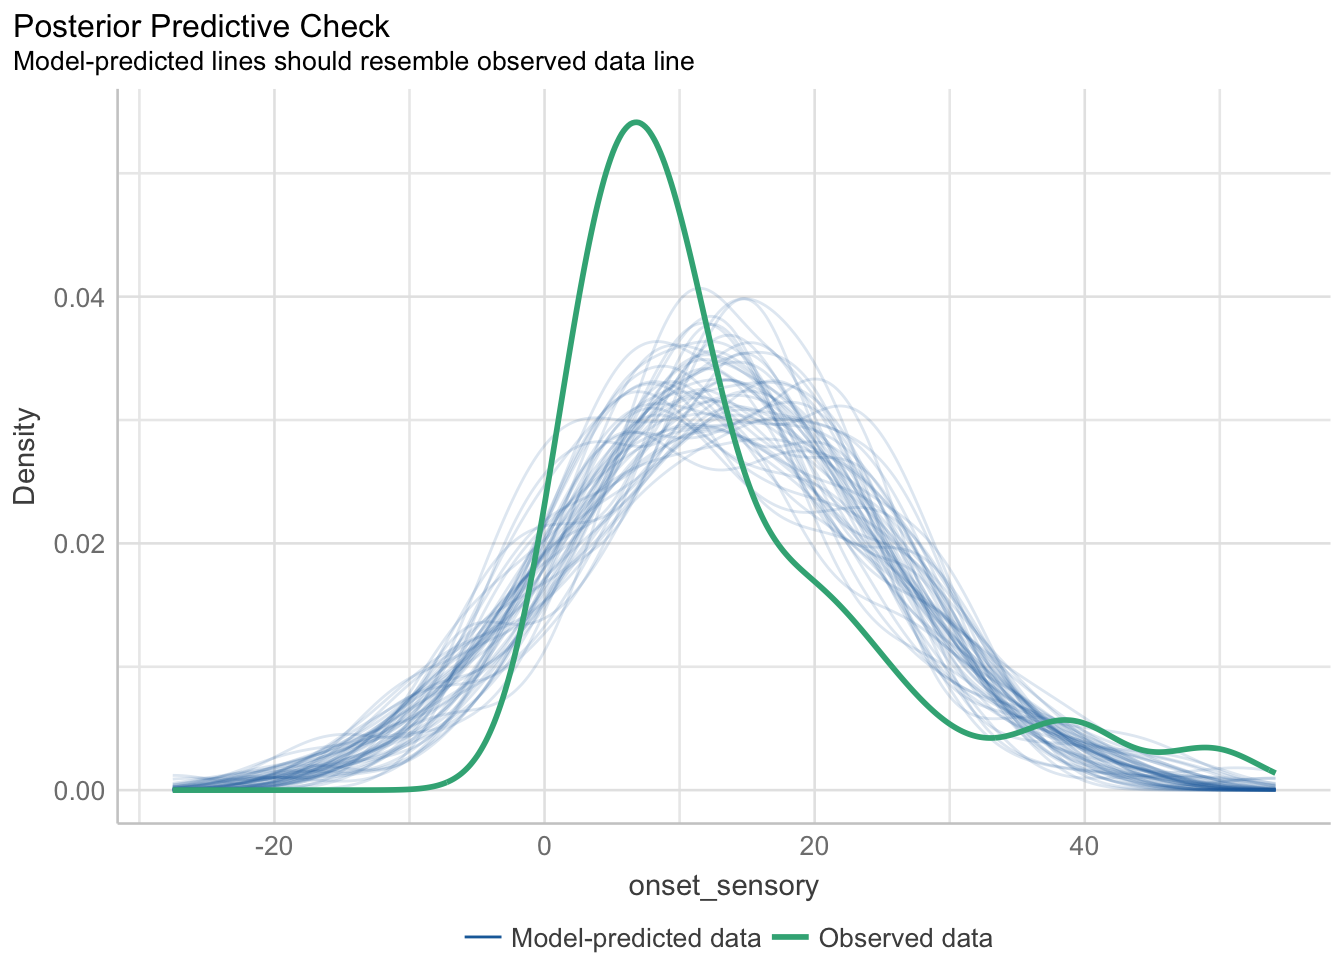 Posterior Predictive Check
Model-predicted lines should resemble observed data line
Density
0.04
0.02
0.00
-20
0
20
40
onset_sensory
Model-predicted data
Observed data